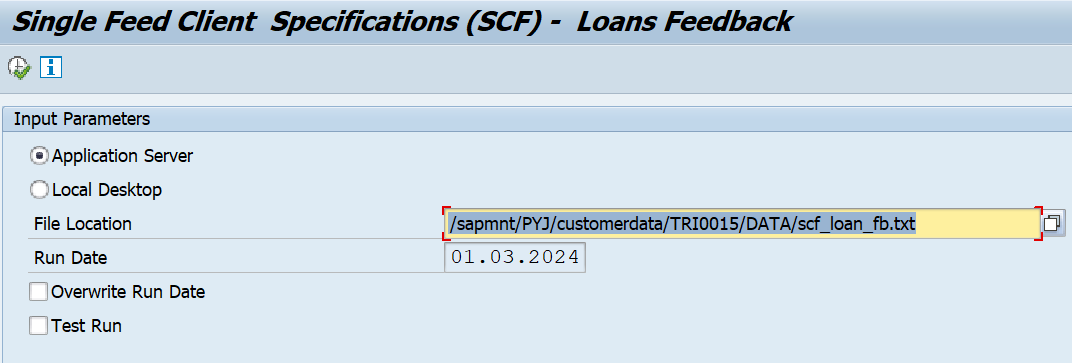 Single Feed Client Specifications (SCF) - Loans Feedback
Input Parameters
Application Server
Local Desktop
File Location /sapmnt/PYJ/customerdata/TRI0015/DATA/scf_loan_fb.txt
Run Date 01.03.2024
Overwrite Run Date
Test Run